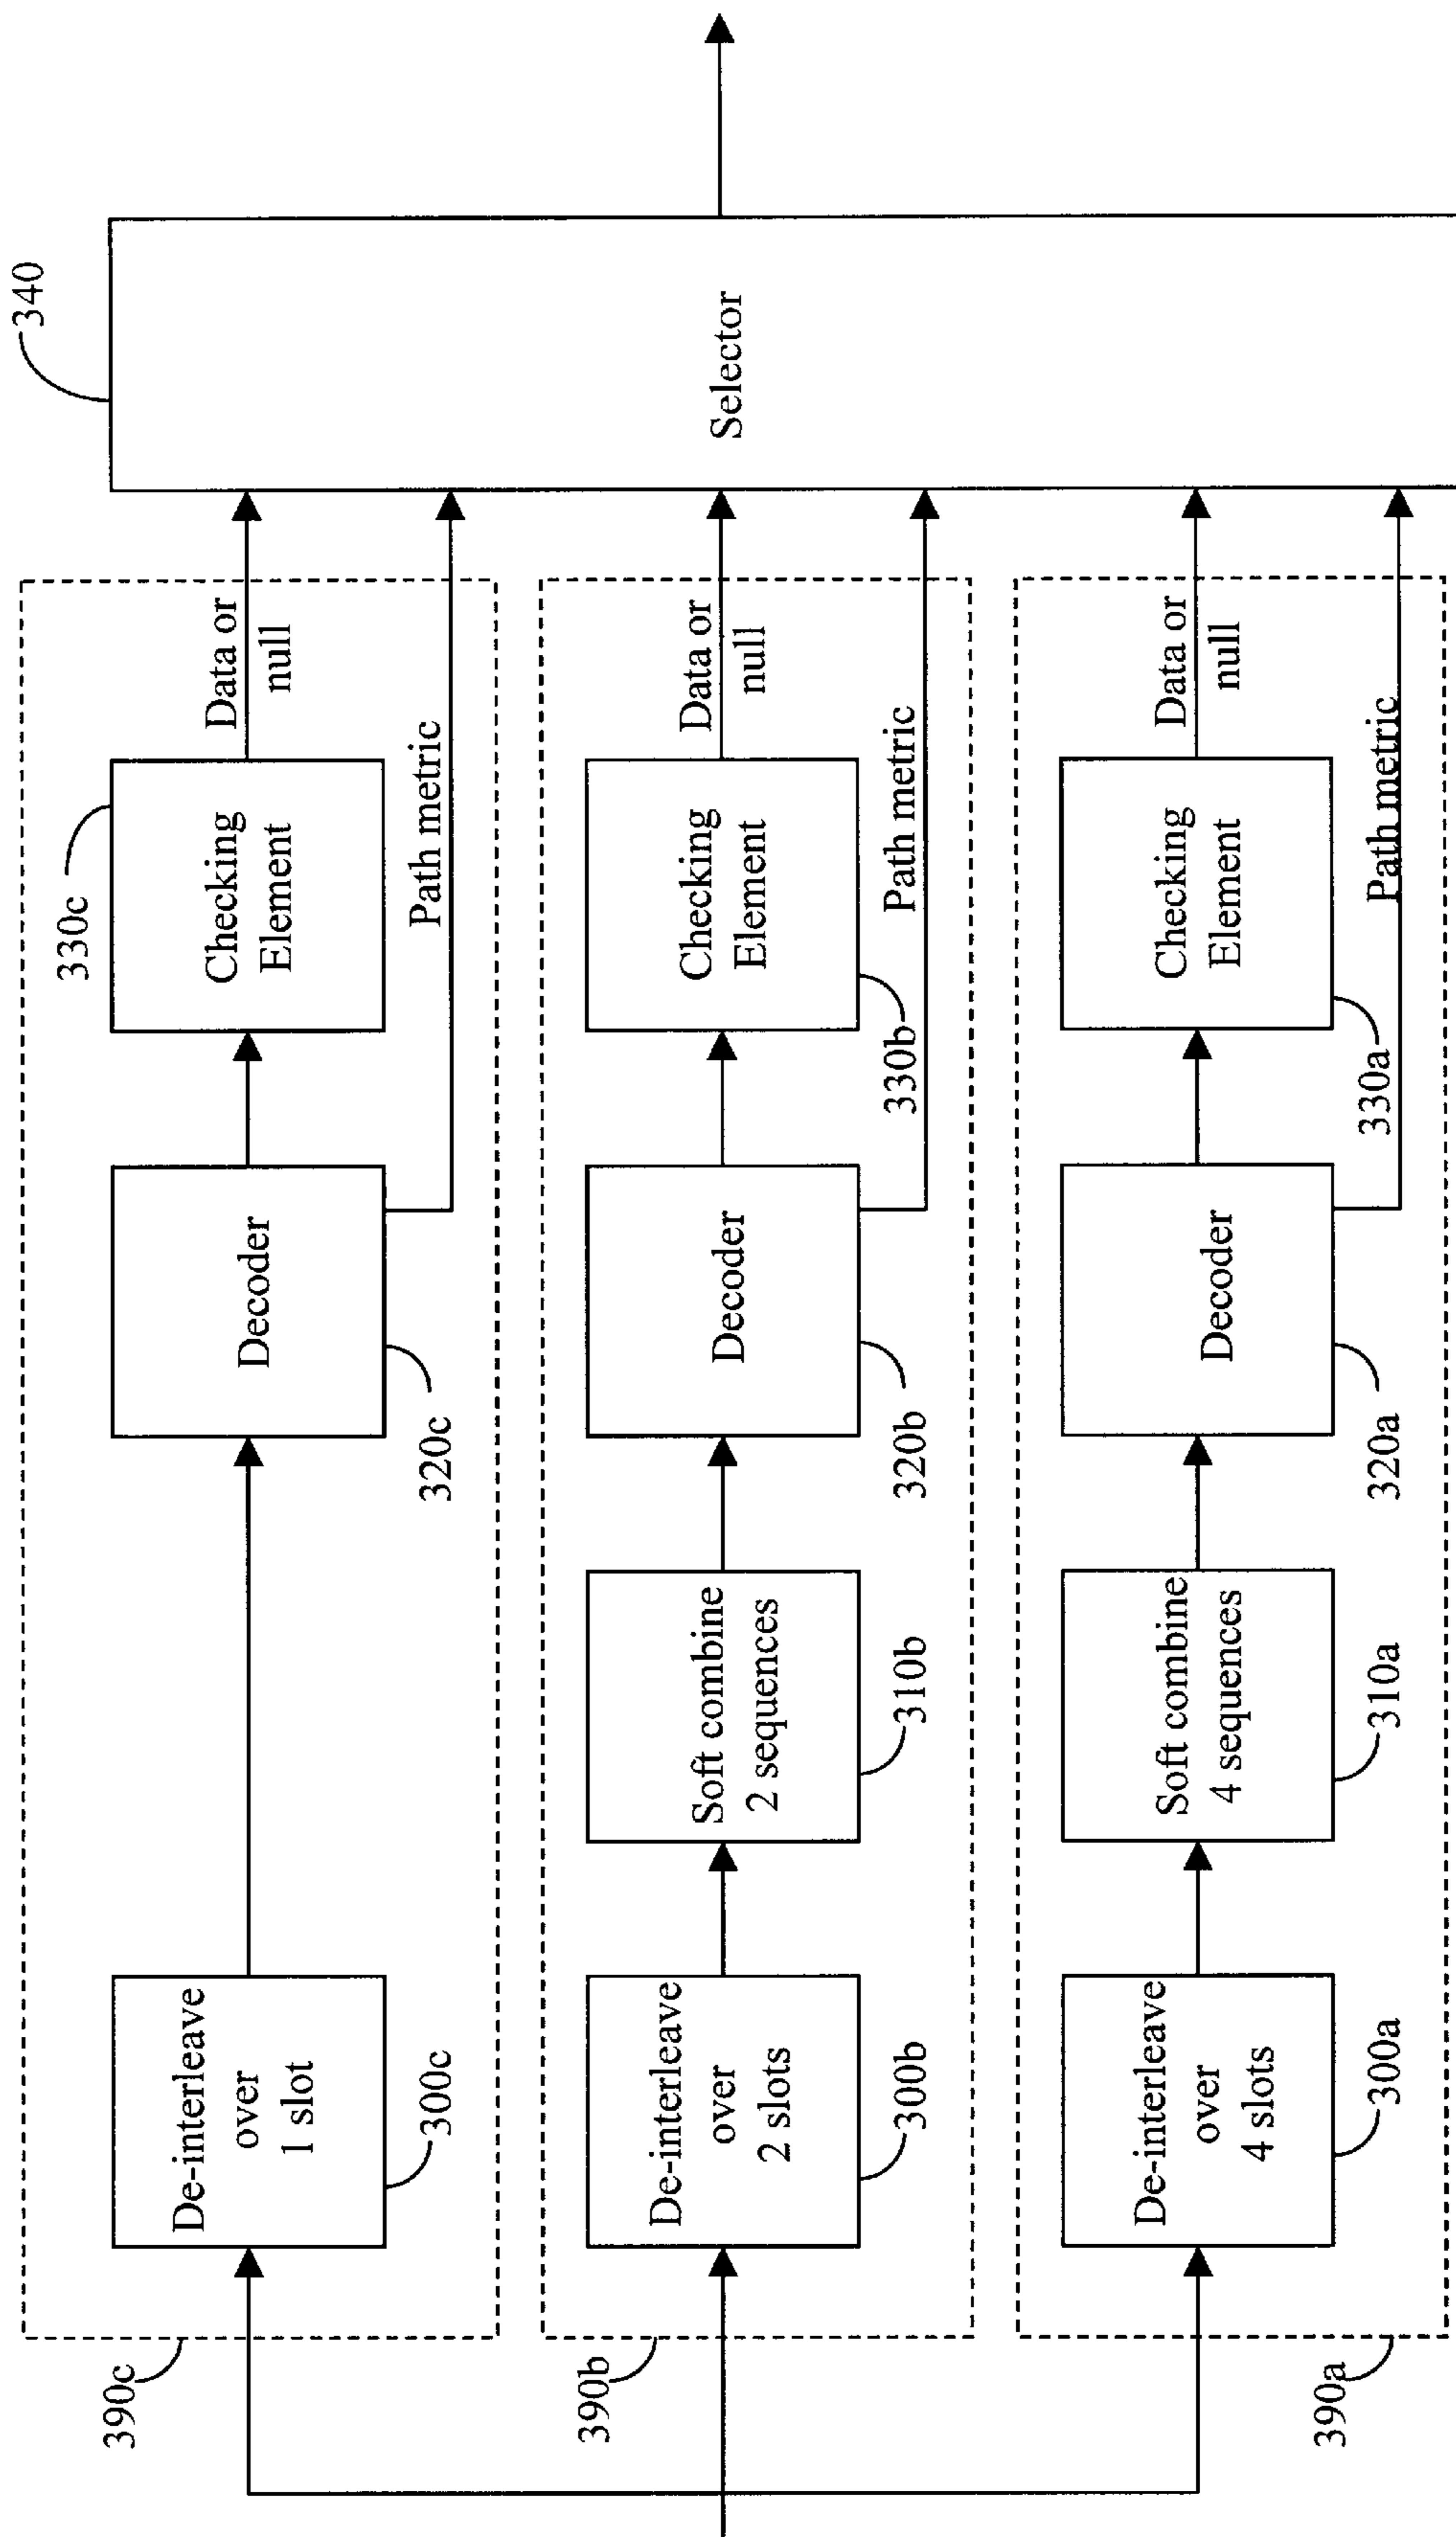 390c
De-interleave
over
1 slot
300c
Decoder
320c
Checking
Element
330c
Data or
null
Path metric
390b
De-interleave
over
2 slots
300b
Soft combine
2 sequences
310b
Decoder
320b
Checking
Element
330b
Data or
null
Path metric
390a
De-interleave
over
4 slots
300a
Soft combine
4 sequences
310a
Decoder
320a
Checking
Element
330a
Data or
null
Path metric
Selector
340